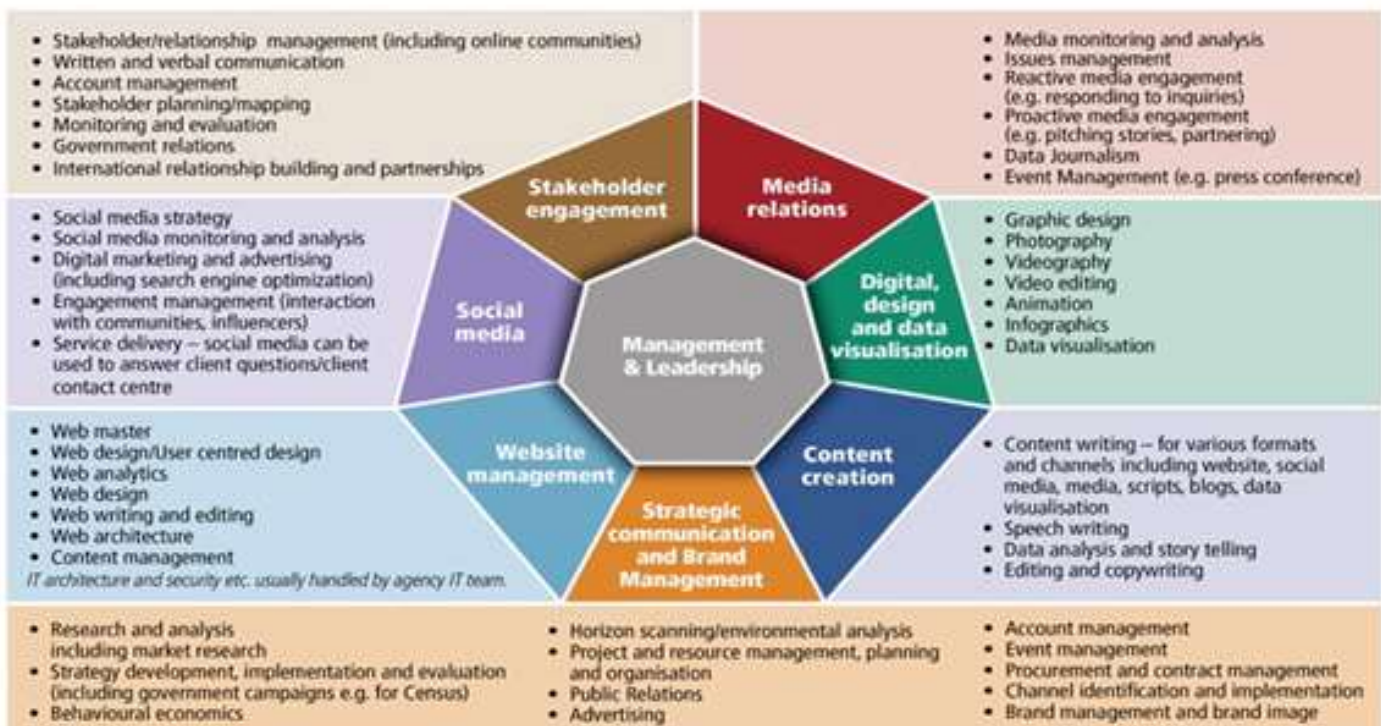 • Stakeholder/relationship management (including online communities)
• Written and verbal communication
• Account management
• Stakeholder planning/mapping
• Monitoring and evaluation
• Government relations
• International relationship building and partnerships
• Media monitoring and analysis
• Issues management
• Reactive media engagement
(e.g. responding to inquiries)
• Proactive media engagement
(e.g. pitching stories, partnering)
• Data Journalism
• Event Management (e.g. press conference)
Stakeholder
engagement
Media
relations
• Social media strategy
• Social media monitoring and analysis
• Digital marketing and advertising
(including search engine optimization)
• Engagement management (interaction
with communities, influencers)
• Service delivery – social media can be
used to answer client questions/client
contact centre
Social
media
Management
& Leadership
Digital,
design
and data
visualisation
• Graphic design
• Photography
• Videography
• Video editing
• Animation
• Infographics
• Data visualisation
• Web master
• Web design/User centred design
• Web analytics
• Web design
• Web writing and editing
• Web architecture
• Content management
IT architecture and security etc. usually handled by agency IT team.
Website
management
Strategic
communication
and Brand
Management
Content
creation
• Content writing – for various formats
and channels including website, social
media, media, scripts, blogs, data
visualisation
• Speech writing
• Data analysis and story telling
• Editing and copywriting
• Research and analysis
including market research
• Strategy development, implementation and evaluation
(including government campaigns e.g. for Census)
• Behavioural economics
• Horizon scanning/environmental analysis
• Project and resource management, planning
and organisation
• Public Relations
• Advertising
• Account management
• Event management
• Procurement and contract management
• Channel identification and implementation
• Brand management and brand image